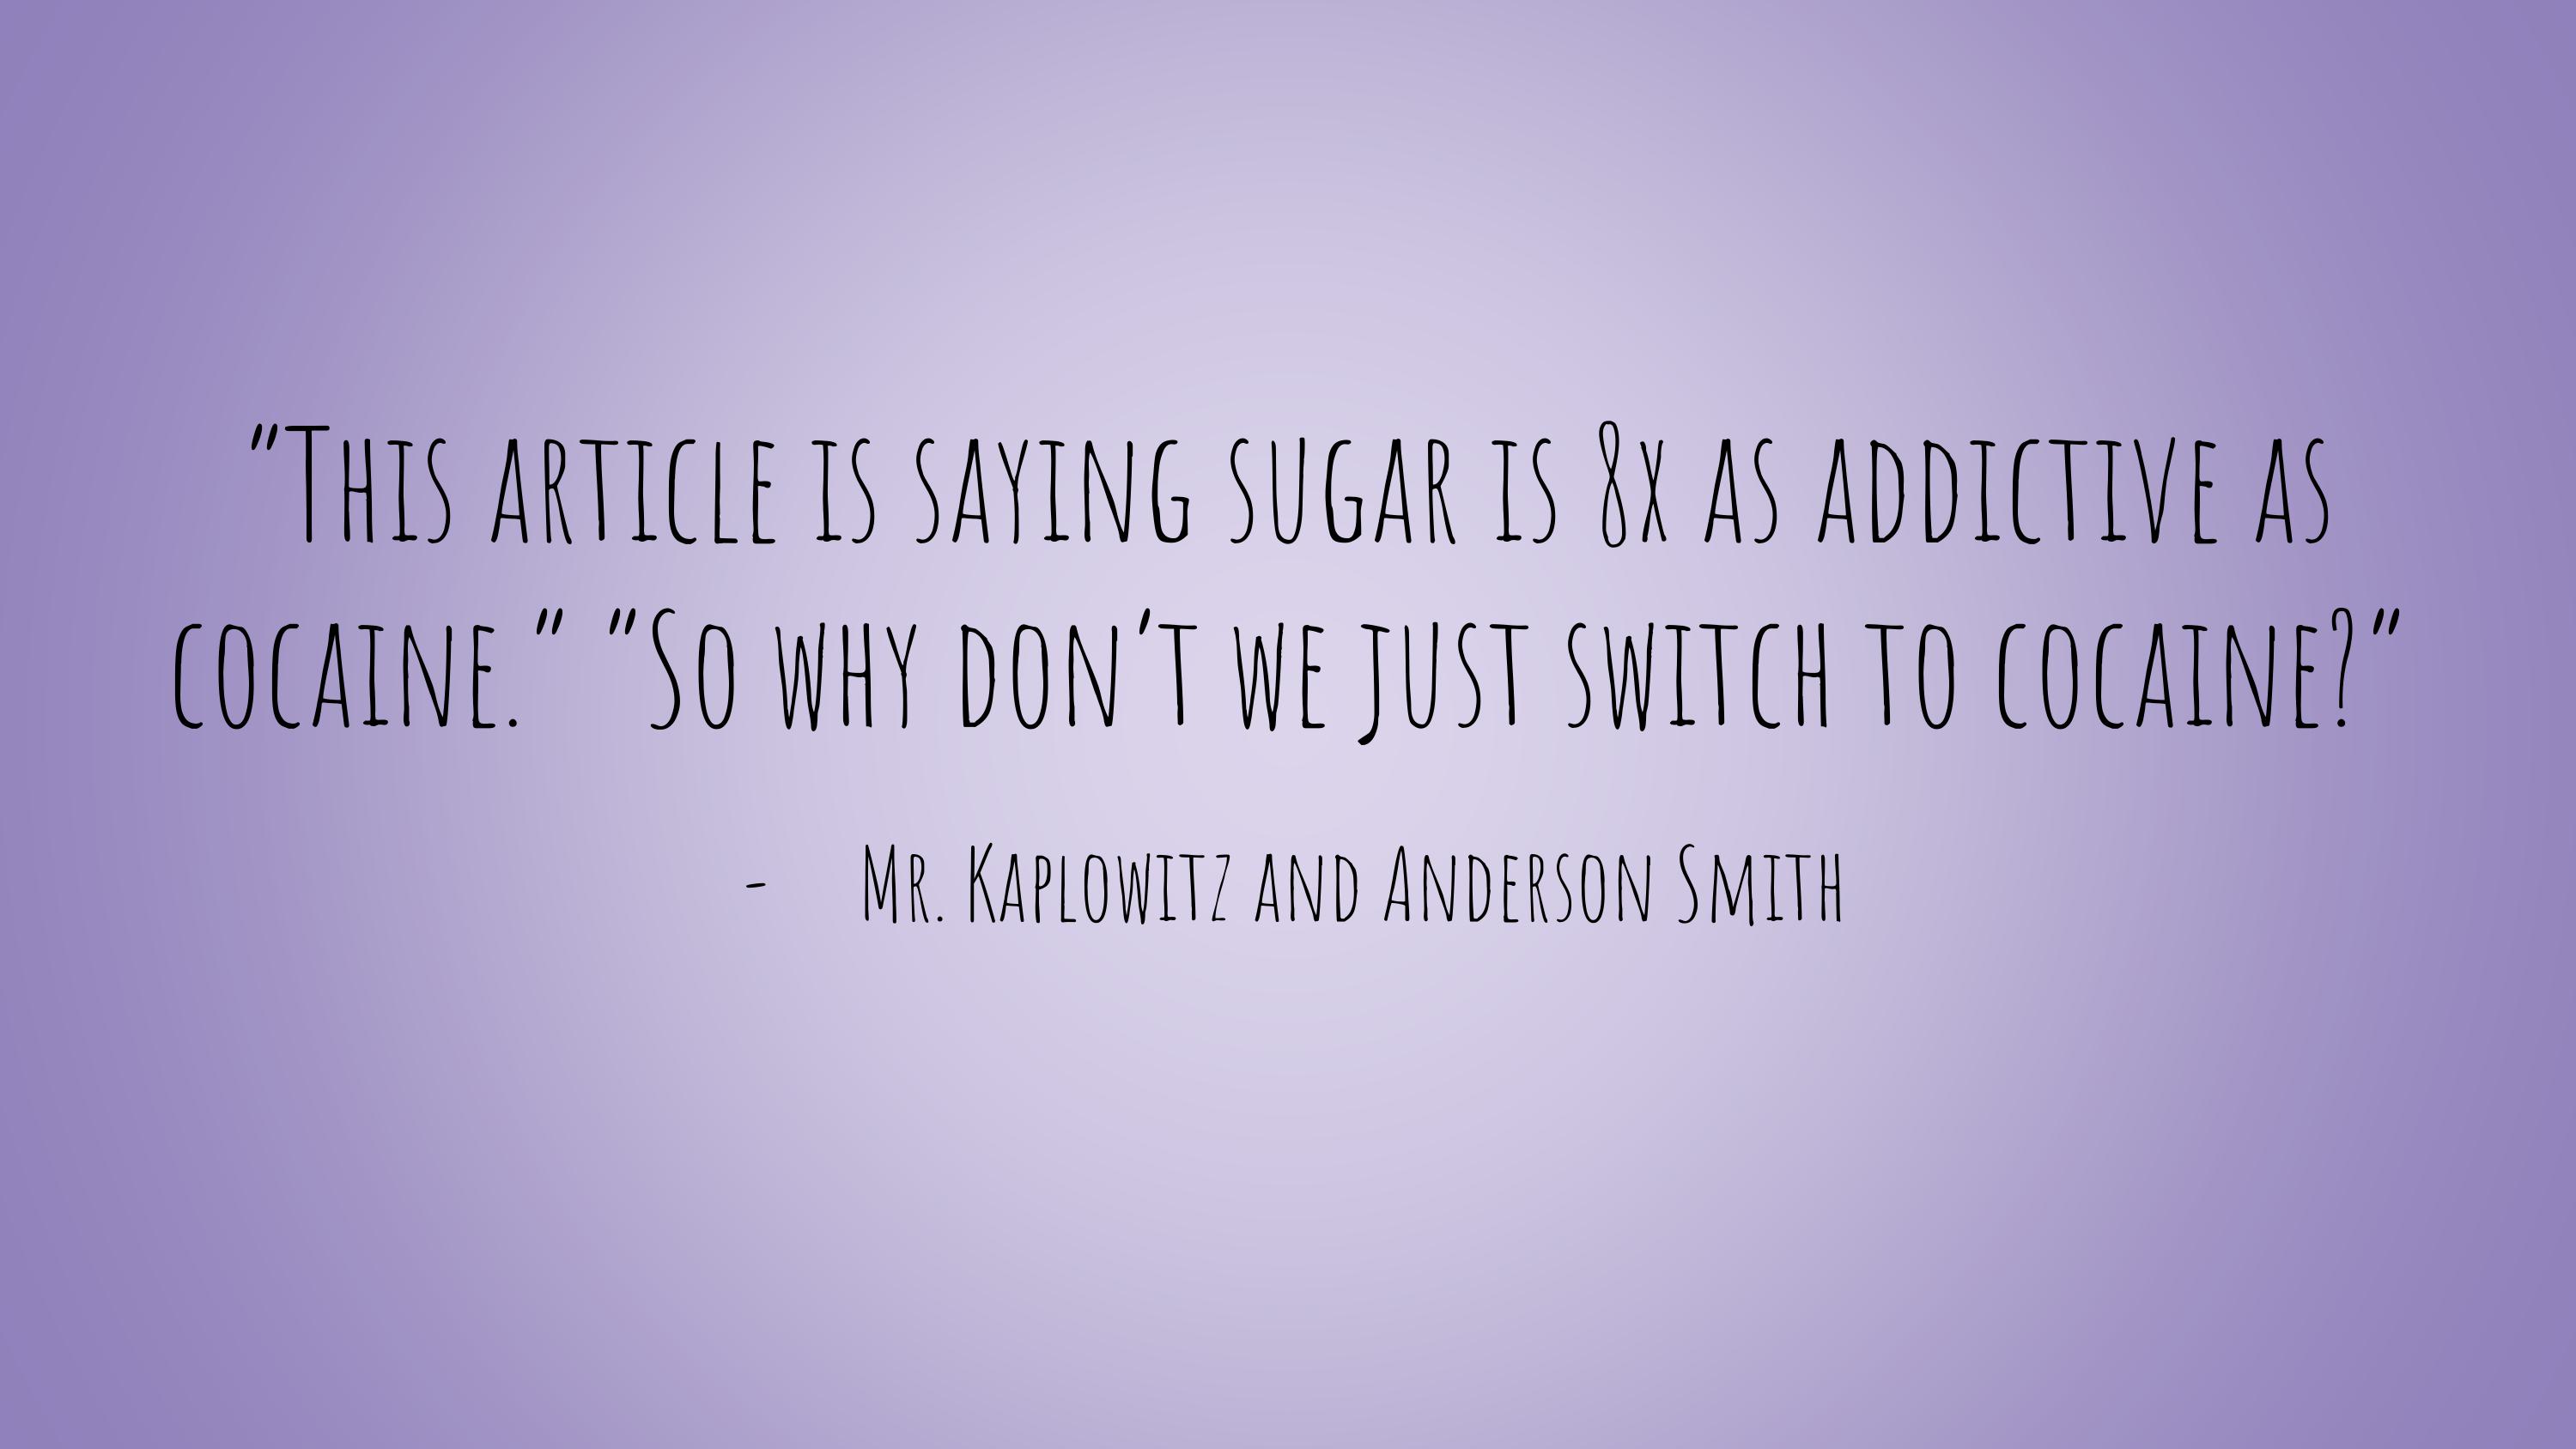 "This article is saying sugar is 8x as addictive as
cocaine." "So why don't we just switch to cocaine?"
- Mr. Kaplowitz and Anderson Smith